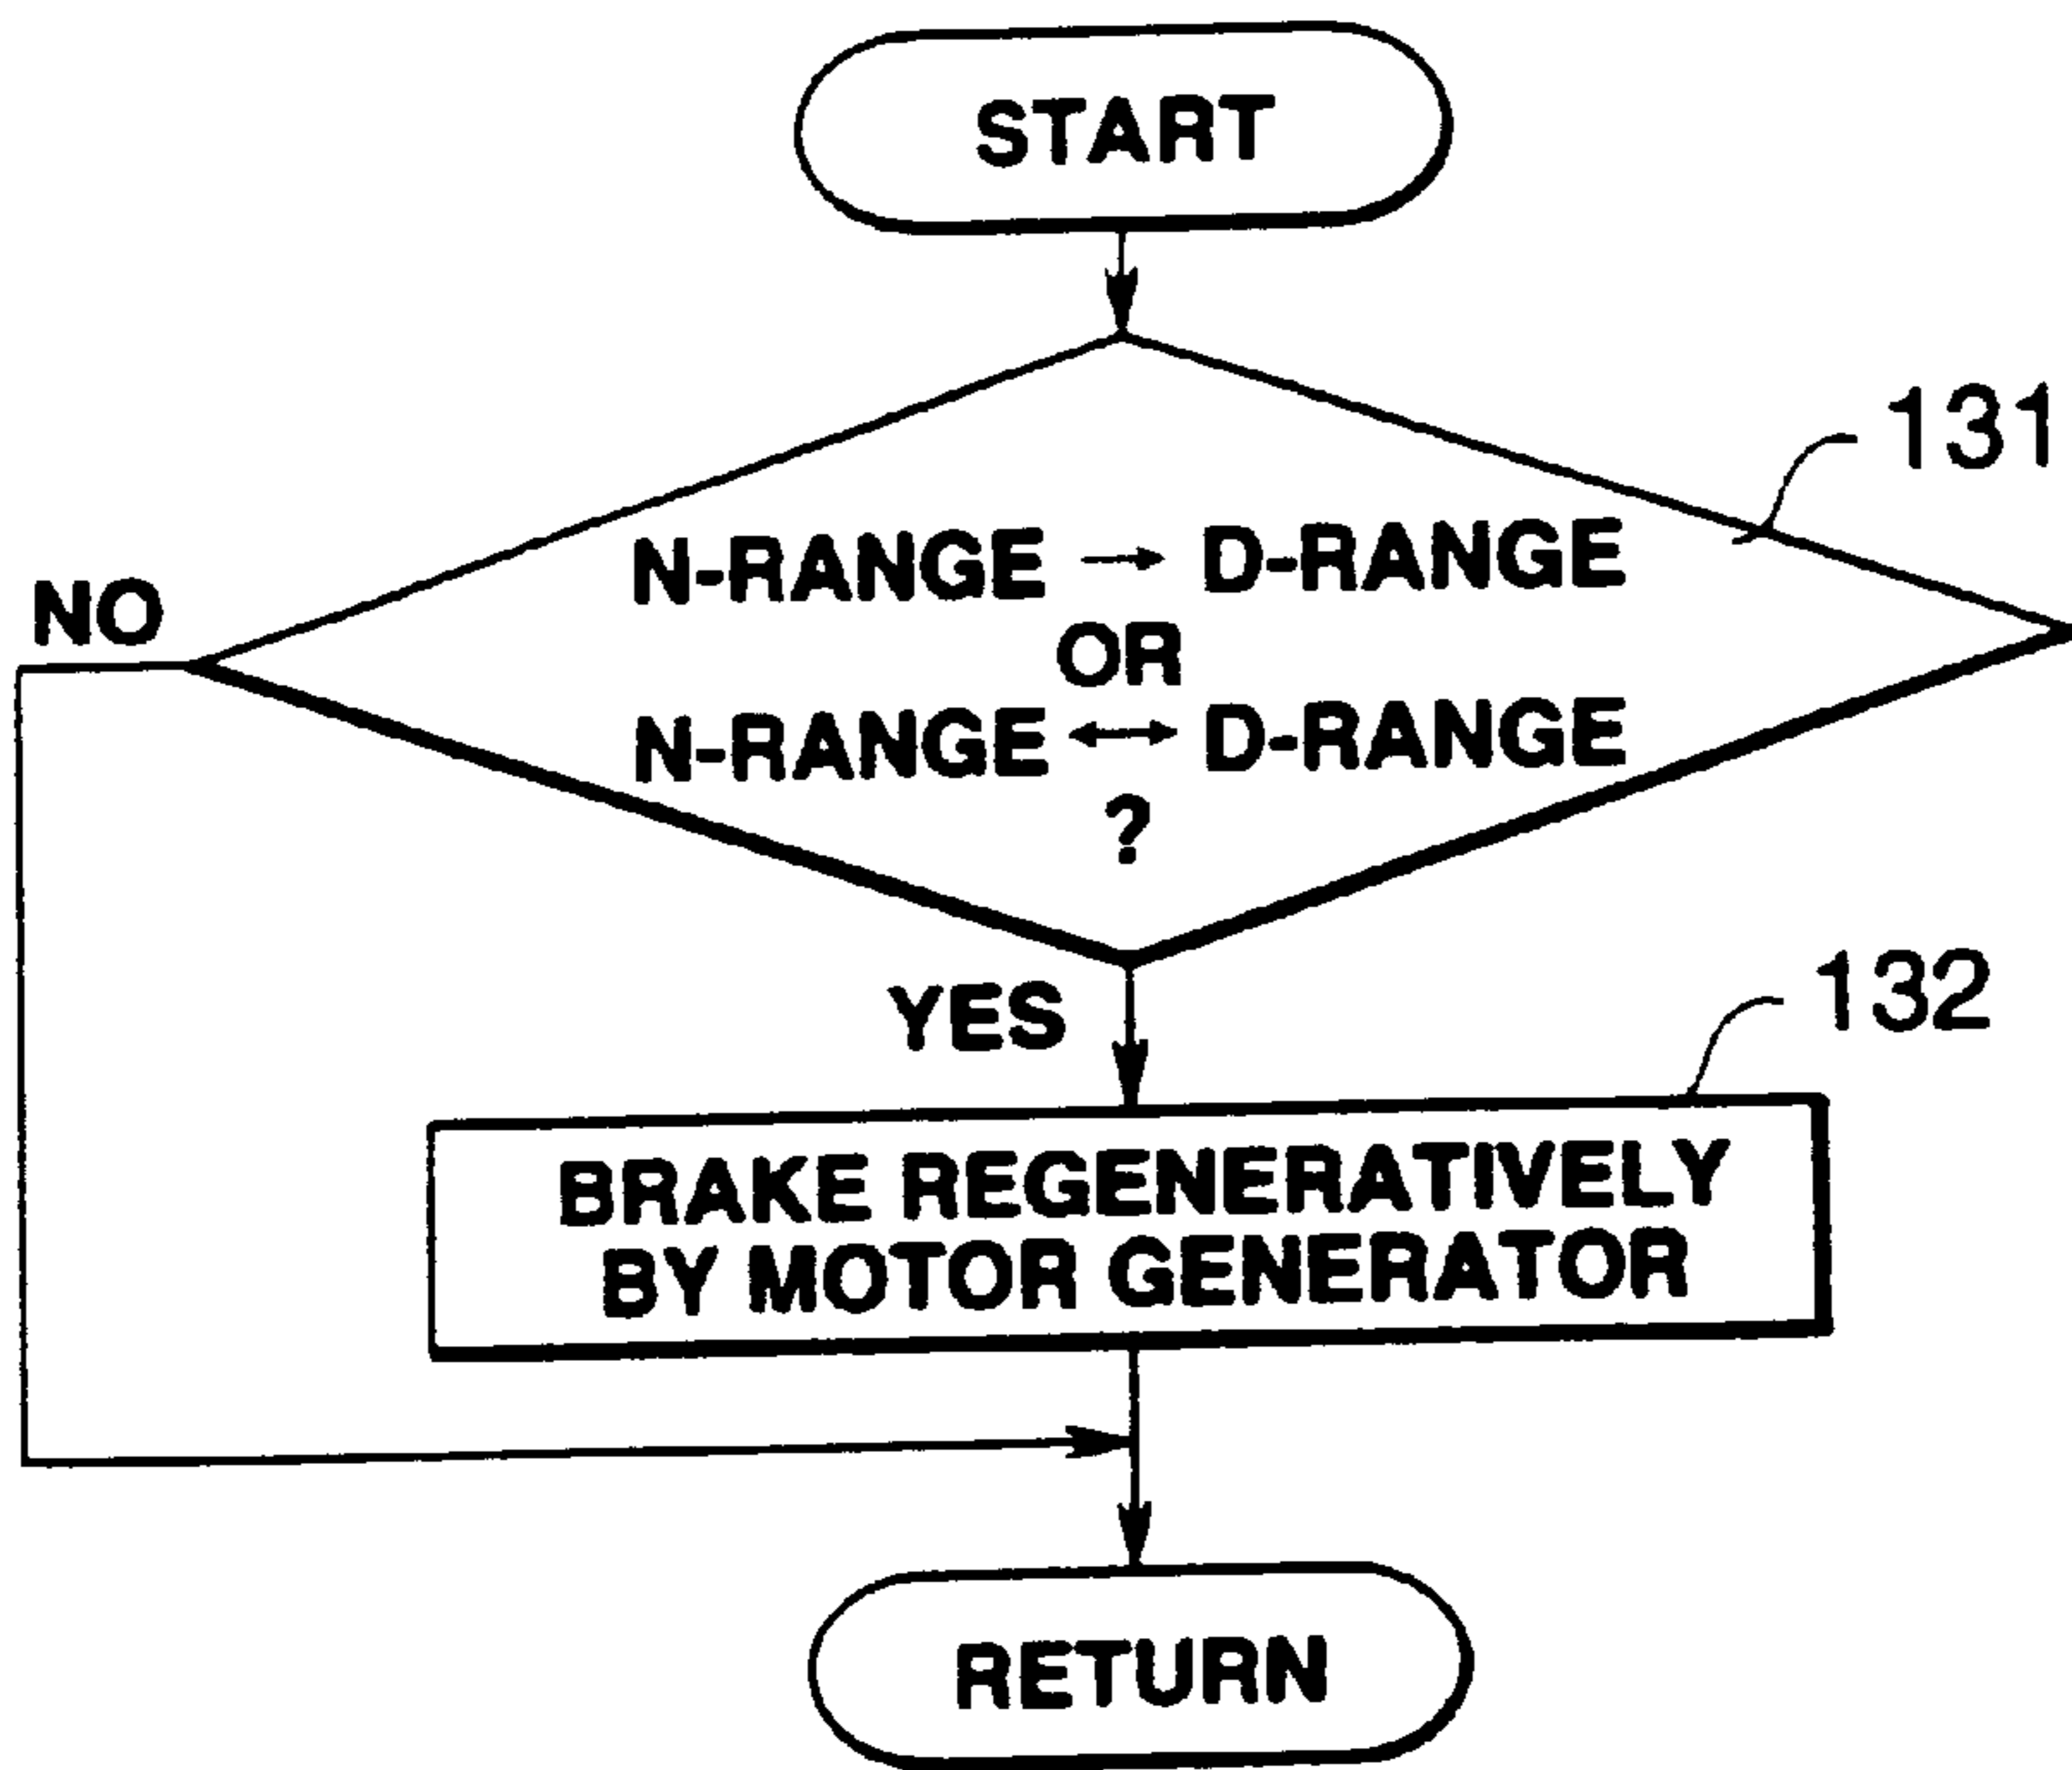 START
131
N-RANGE → D-RANGE
NO
OR
N-RANGE ↔ D-RANGE
?
YES
132
BRAKE REGENERATIVELY
BY MOTOR GENERATOR
RETURN